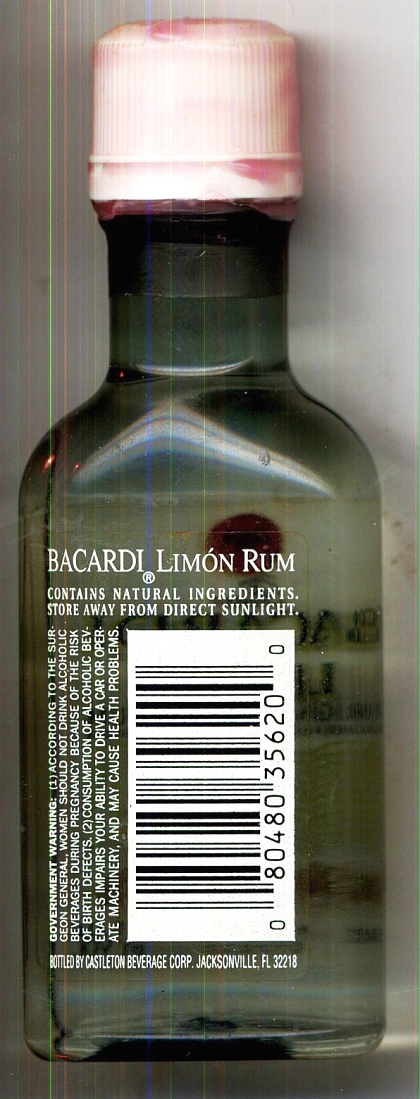 BACARDI® LIMÓN RUM
CONTAINS NATURAL INGREDIENTS.
STORE AWAY FROM DIRECT SUNLIGHT.
GOVERNMENT WARNING: (1) ACCORDING TO THE SUR-
GEON GENERAL, WOMEN SHOULD NOT DRINK ALCOHOLIC
BEVERAGES DURING PREGNANCY BECAUSE OF THE RISK
OF BIRTH DEFECTS. (2) CONSUMPTION OF ALCOHOLIC BEV-
ERAGES IMPAIRS YOUR ABILITY TO DRIVE A CAR OR OPER-
ATE MACHINERY, AND MAY CAUSE HEALTH PROBLEMS.
0 80480 35620 0
BOTTLED BY CASTLETON BEVERAGE CORP. JACKSONVILLE, FL 32218